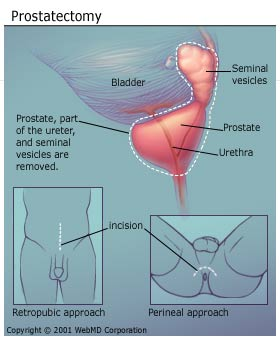 Prostatectomy
Bladder
Seminal
vesicles
Prostate, part
of the ureter,
and seminal
vesicles are
removed.
Prostate
Urethra
incision
Retropubic approach
Perineal approach
Copyright © 2001 WebMD Corporation